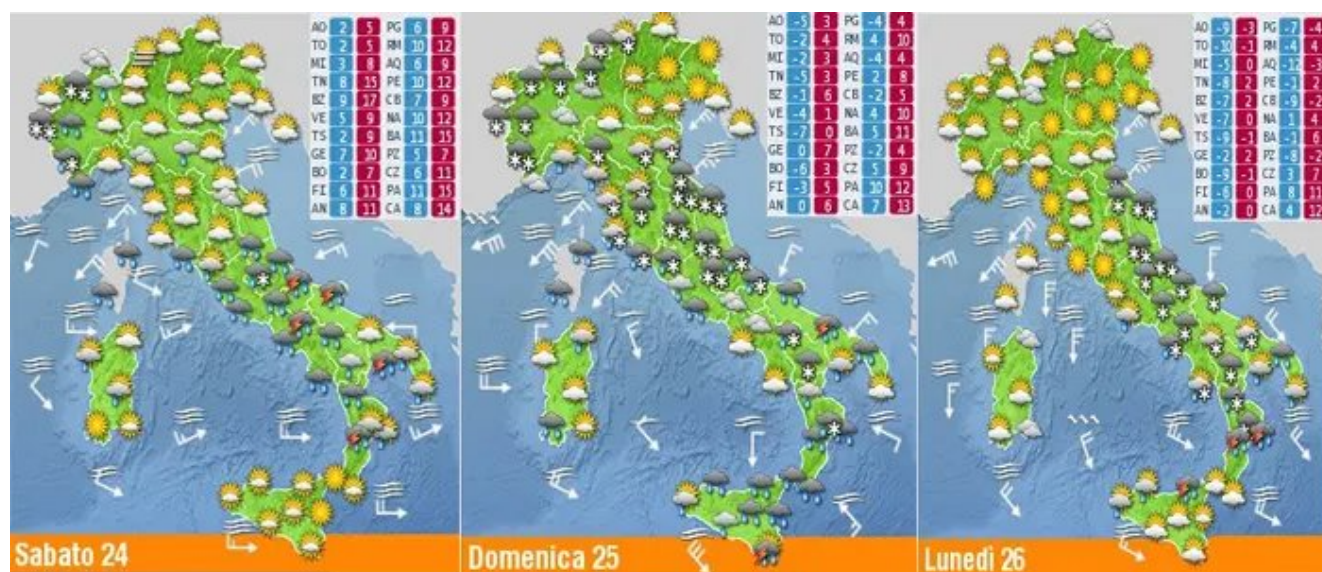 AO 2 5 PG 6 9
TO 2 5 RM 10 12
MI 3 8 AQ 6 9
TN 8 15 PE 10 12
BZ 9 17 CB 7 9
VE 5 9 NA 10 12
TS 2 9 BA 11 15
GE 7 10 PZ 5 7
BO 2 7 CZ 6 11
FI 6 11 PA 11 15
AN 8 11 CA 8 14
Sabato 24
AO -5 3 PG -4 4
TO -2 4 RM 4 10
MI -2 3 AQ -4 4
TN -5 3 PE 2 8
BZ -1 6 CB -2 5
VE -4 1 NA 4 10
TS -7 0 BA 5 11
GE 0 7 PZ -2 4
BO -6 3 CZ 5 9
FI -3 5 PA 10 12
AN 0 6 CA 7 13
Domenica 25
AO -9 -3 PG -7 -4
TO -10 -1 RM -4 4
MI -5 0 AQ -12 -3
TN -8 2 PE -1 2
BZ -7 2 CB -9 -2
VE -7 0 NA 1 4
TS -9 -1 BA -1 6
GE -2 2 PZ -8 -2
BO -9 -1 CZ 3 7
FI -6 0 PA 8 11
AN -2 0 CA 4 12
Lunedì 26